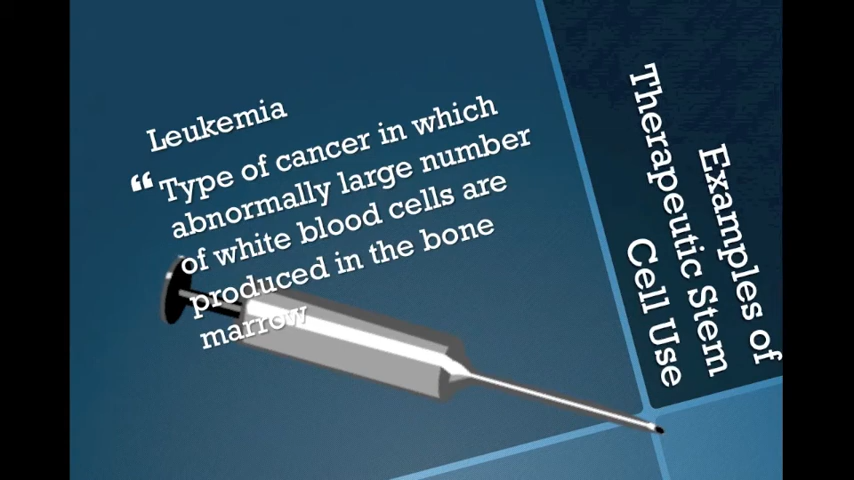 Examples of
Therapeutic Stem
Cell Use
Leukemia
“ Type of cancer in which
abnormally large number
of white blood cells are
produced in the bone
marrow